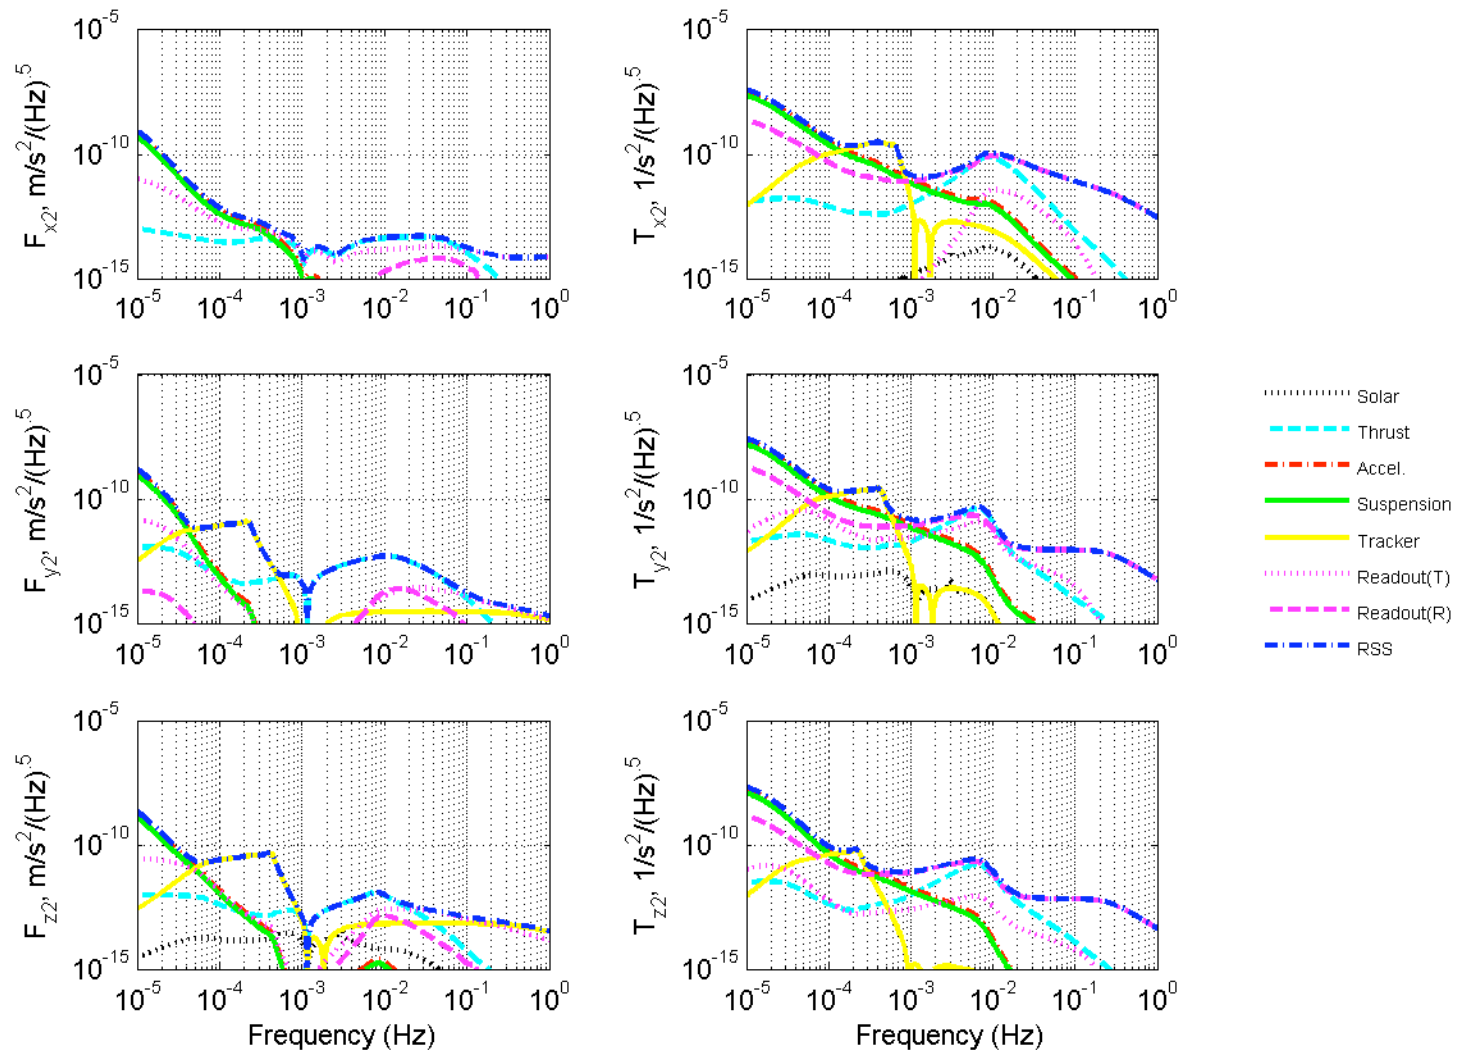 10^-5
10^-10
10^-15
F_x2, m/s^2/(Hz)^.5
10^-5 10^-4 10^-3 10^-2 10^-1 10^0
10^-5
10^-10
10^-15
T_x2, 1/s^2/(Hz)^.5
10^-5 10^-4 10^-3 10^-2 10^-1 10^0
10^-5
10^-10
10^-15
F_y2, m/s^2/(Hz)^.5
10^-5 10^-4 10^-3 10^-2 10^-1 10^0
10^-5
10^-10
10^-15
T_y2, 1/s^2/(Hz)^.5
10^-5 10^-4 10^-3 10^-2 10^-1 10^0
Solar
Thrust
Accel.
Suspension
Tracker
Readout(T)
Readout(R)
RSS
10^-5
10^-10
10^-15
F_z2, m/s^2/(Hz)^.5
10^-5 10^-4 10^-3 10^-2 10^-1 10^0
Frequency (Hz)
10^-5
10^-10
10^-15
T_z2, 1/s^2/(Hz)^.5
10^-5 10^-4 10^-3 10^-2 10^-1 10^0
Frequency (Hz)